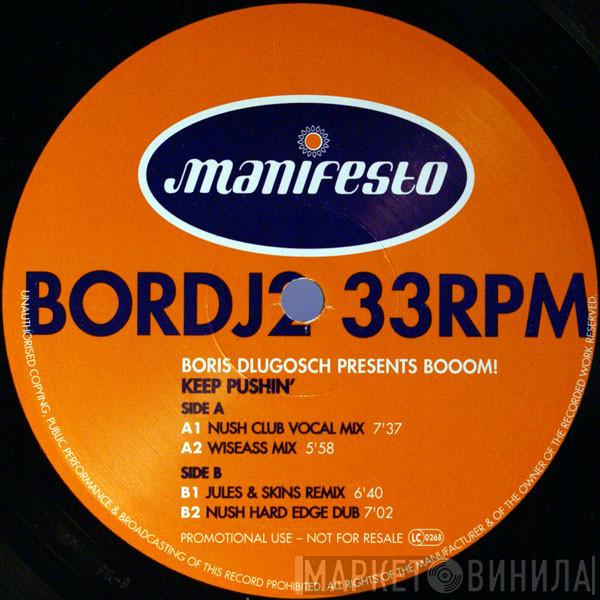 manifesto
BORDJ2 33RPM
BORIS DLUGOSCH PRESENTS BOOOM!
KEEP PUSHIN'
SIDE A
A1 NUSH CLUB VOCAL MIX 7'37
A2 WISEASS MIX 5'58
SIDE B
B1 JULES & SKINS REMIX 6'40
B2 NUSH HARD EDGE DUB 7'02
PROMOTIONAL USE – NOT FOR RESALE LC 0268
UNAUTHORISED COPYING, PUBLIC PERFORMANCE & BROADCASTING OF THIS RECORD PROHIBITED. ALL RIGHTS OF THE MANUFACTURER & OF THE OWNER OF THE RECORDED WORK RESERVED
МАРКЕТ ВИНИЛА